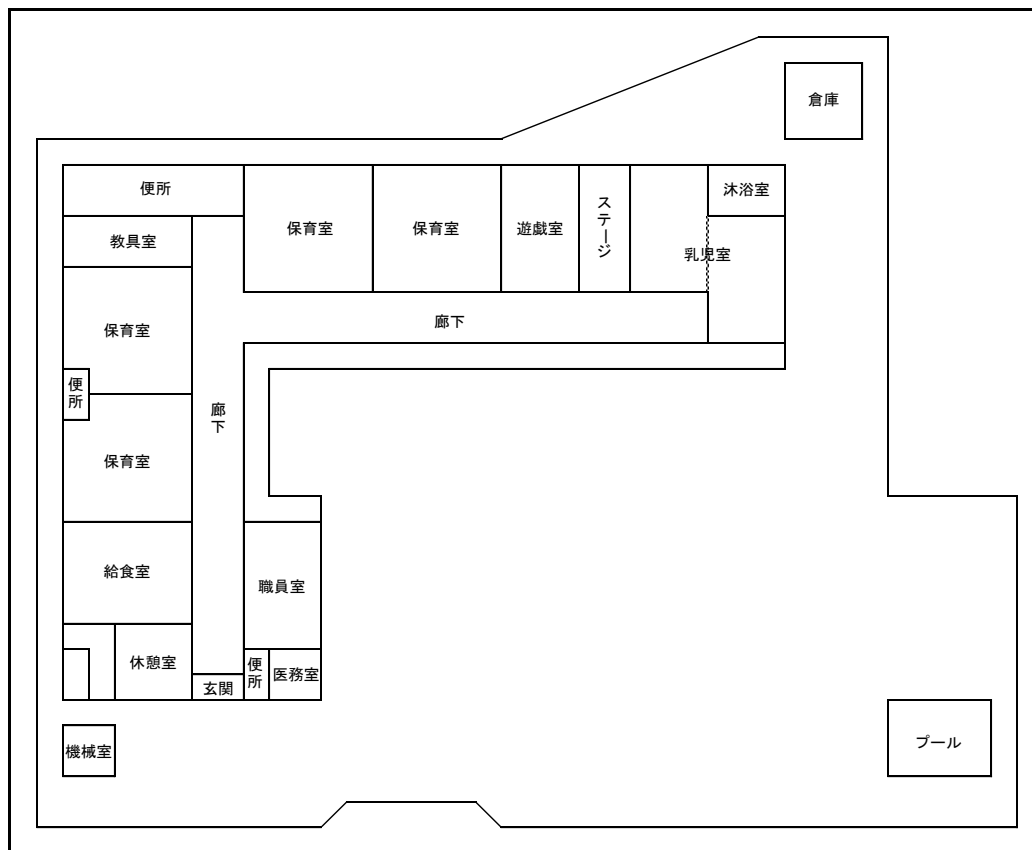 倉庫
便所
沐浴室
保育室
保育室
遊戯室
ステージ
乳児室
教具室
保育室
廊下
便所
廊下
保育室
給食室
職員室
休憩室
便所
医務室
玄関
機械室
プール